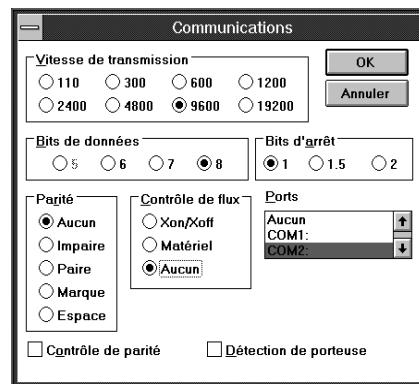 Communications
Vitesse de transmission
110 300 600 1200
2400 4800 9600 19200
OK
Annuler
Bits de données
5 6 7 8
Bits d'arrêt
1 1.5 2
Parité
Aucun
Impaire
Paire
Marque
Espace
Contrôle de flux
Xon/Xoff
Matériel
Aucun
Ports
Aucun
COM1:
COM2:
Contrôle de parité
Détection de porteuse